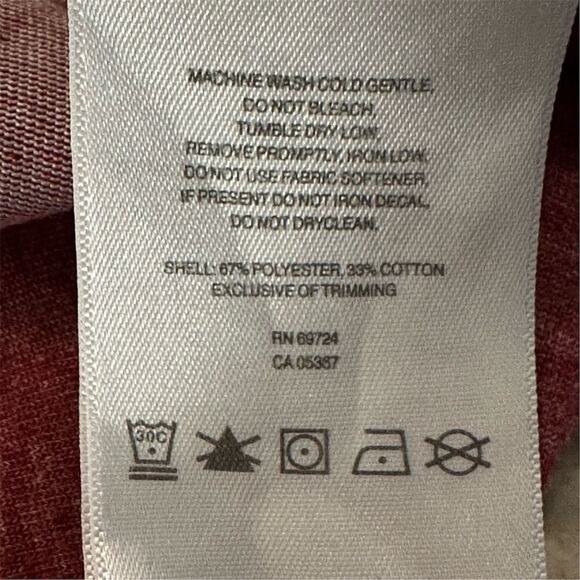 MACHINE WASH COLD GENTLE.
DO NOT BLEACH.
TUMBLE DRY LOW.
REMOVE PROMPTLY, IRON LOW.
DO NOT USE FABRIC SOFTENER.
IF PRESENT DO NOT IRON DECAL.
DO NOT DRYCLEAN.
SHELL: 67% POLYESTER, 33% COTTON
EXCLUSIVE OF TRIMMING
RN 69724
CA 05367
30C